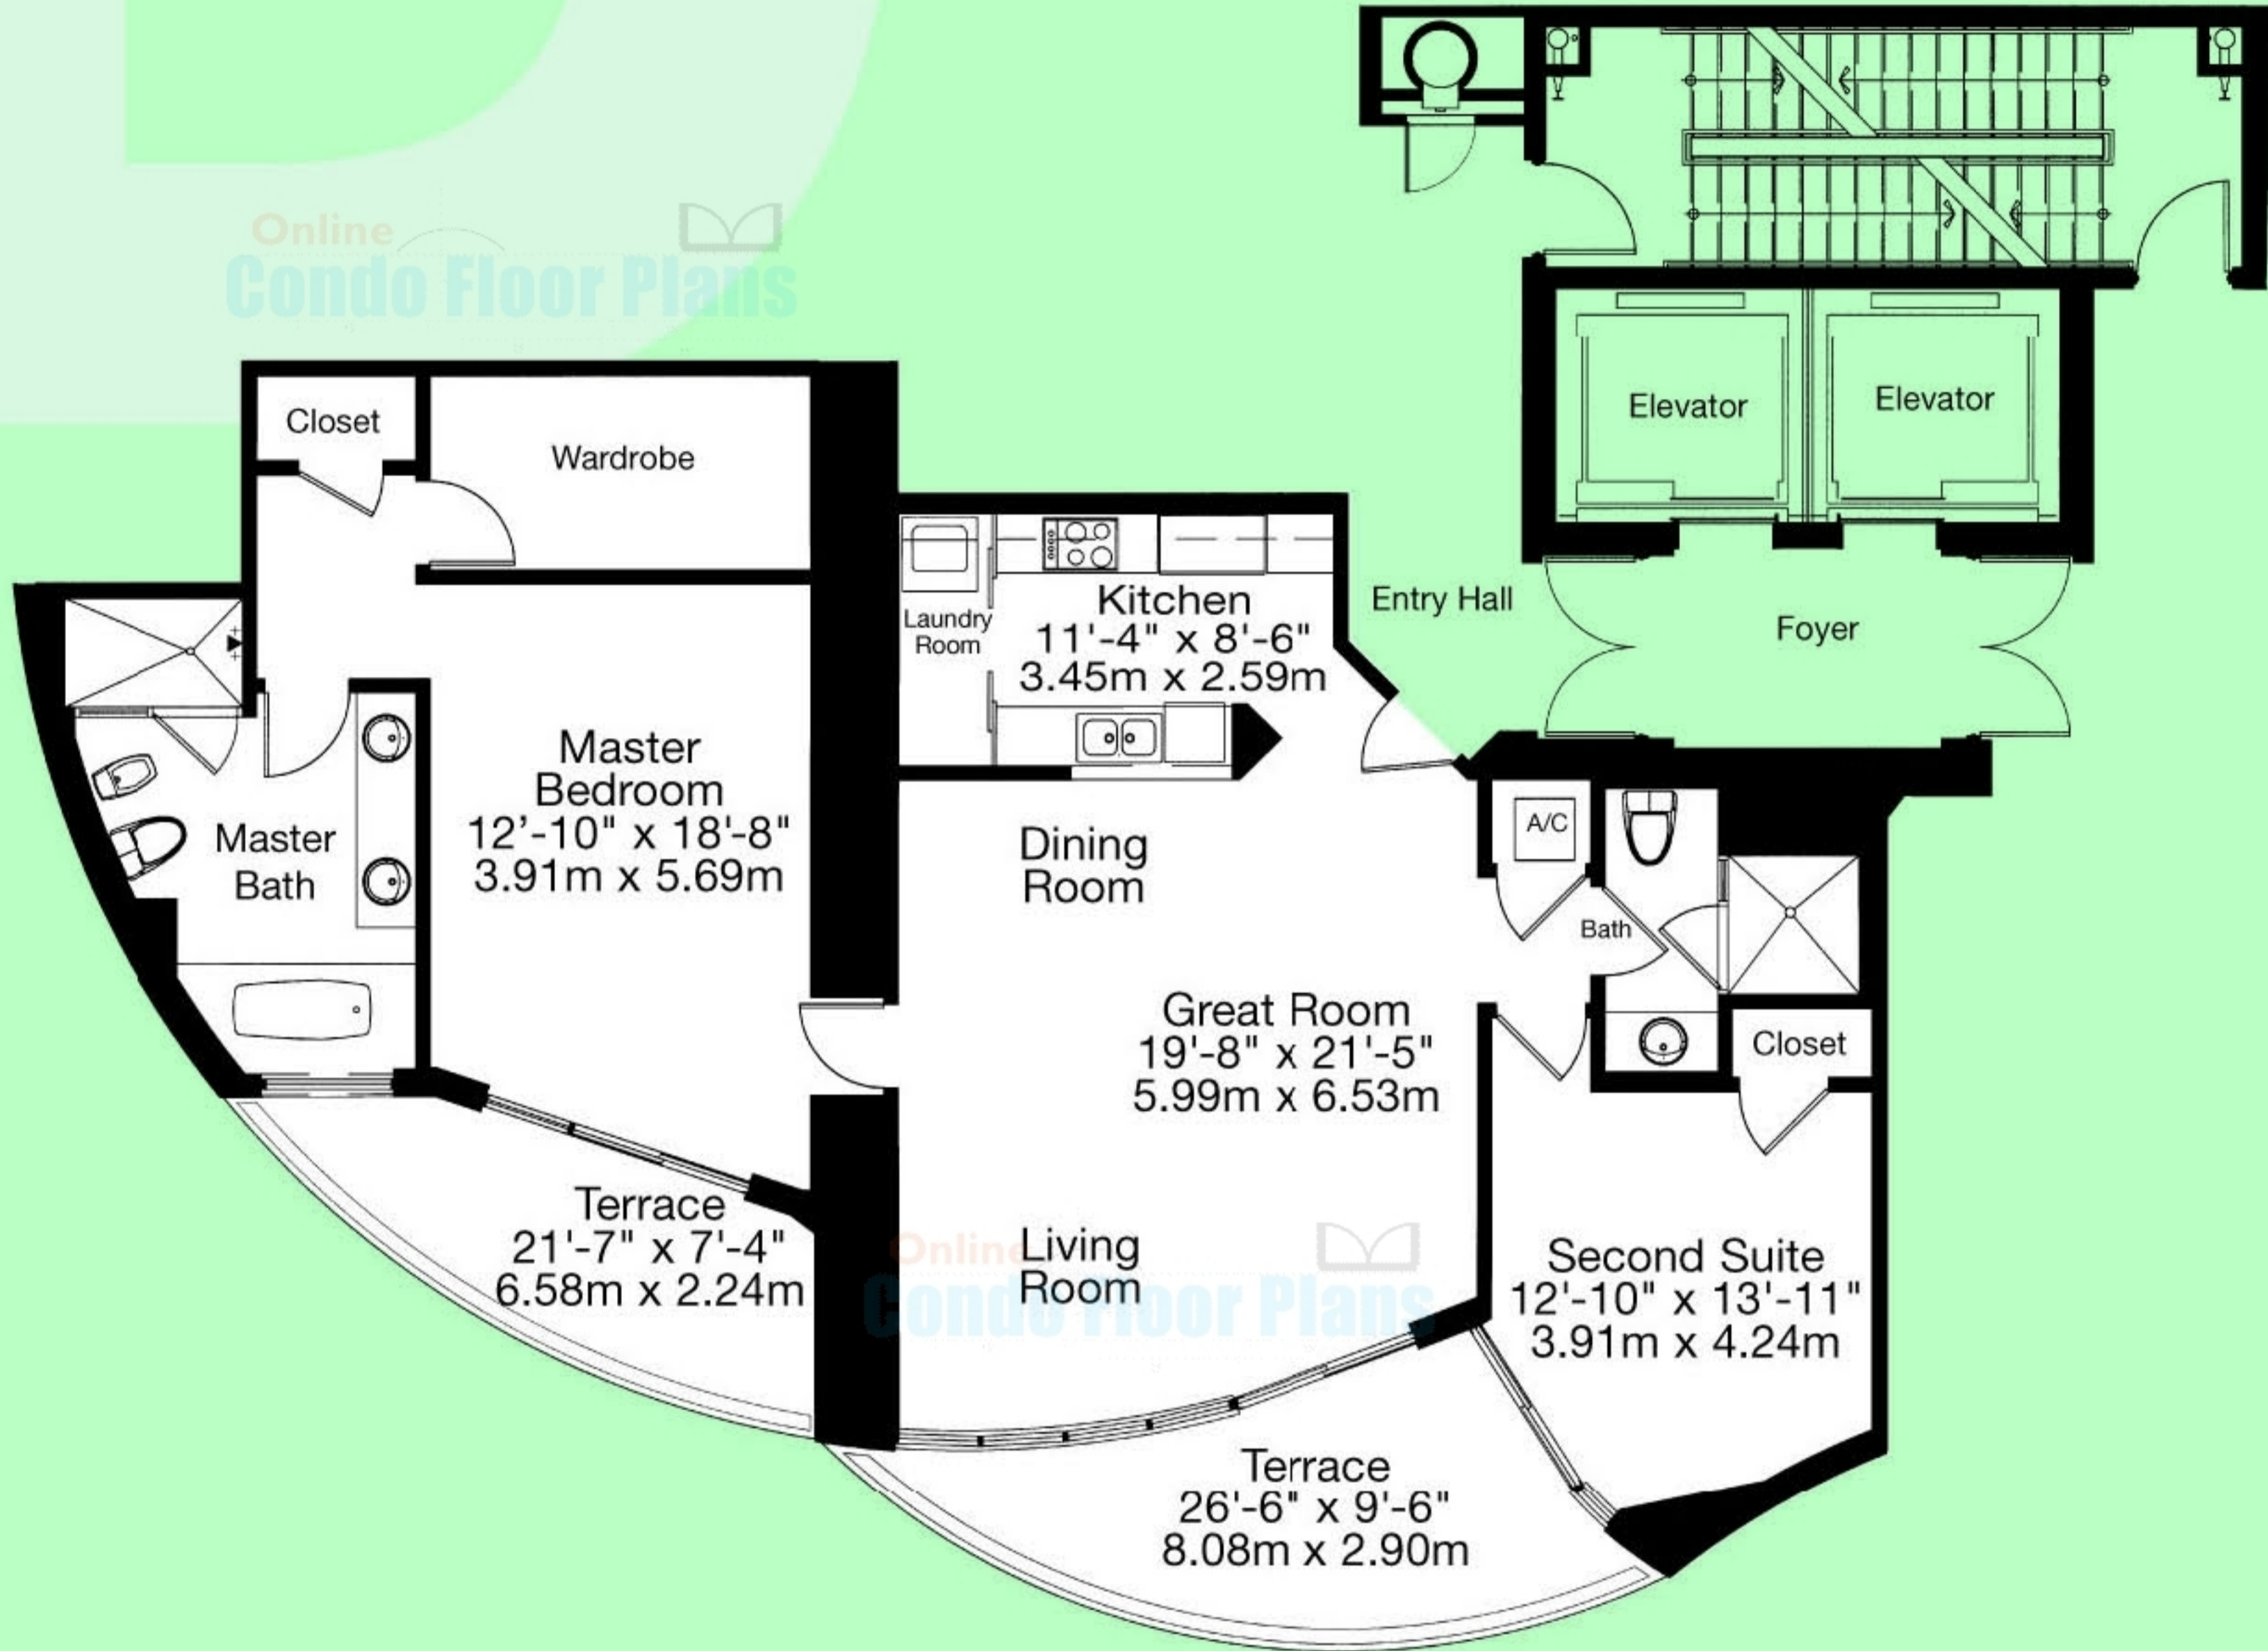 Online
Condo Floor Plans
Closet
Wardrobe
Elevator
Elevator
Entry Hall
Foyer
Laundry
Room
Kitchen
11'-4" x 8'-6"
3.45m x 2.59m
Master
Bedroom
12’-10" x 18'-8"
3.91m x 5.69m
Master
Bath
Dining
Room
A/C
Bath
Great Room
19'-8" x 21'-5"
5.99m x 6.53m
Closet
Terrace
21'-7" x 7'-4"
6.58m x 2.24m
Living
Room
Online
Condo Floor Plans
Second Suite
12'-10" x 13'-11"
3.91m x 4.24m
Terrace
26'-6" x 9'-6"
8.08m x 2.90m